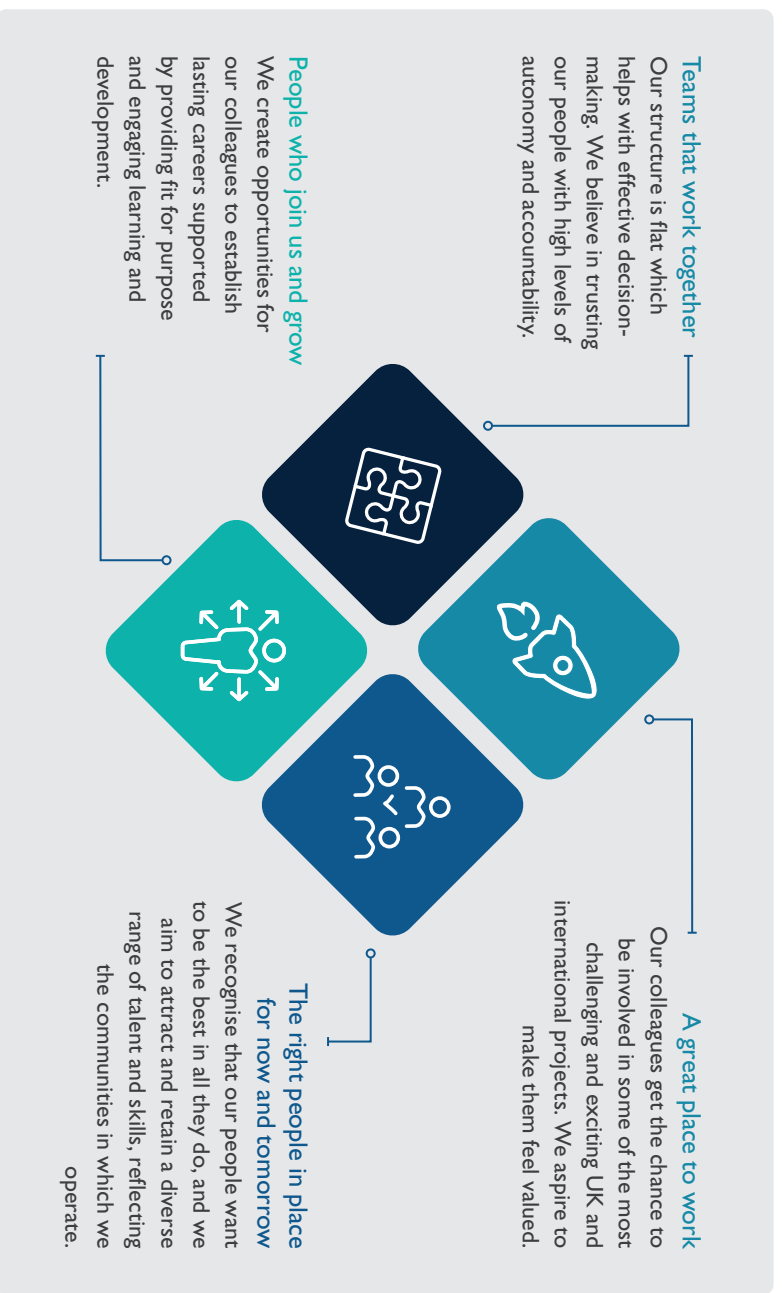 Teams that work together
Our structure is flat which
helps with effective decision-
making. We believe in trusting
our people with high levels of
autonomy and accountability.
A great place to work
Our colleagues get the chance to
be involved in some of the most
challenging and exciting UK and
international projects. We aspire to
make them feel valued.
People who join us and grow
We create opportunities for
our colleagues to establish
lasting careers supported
by providing fit for purpose
and engaging learning and
development.
The right people in place
for now and tomorrow
We recognise that our people want
to be the best in all they do, and we
aim to attract and retain a diverse
range of talent and skills, reflecting
the communities in which we
operate.